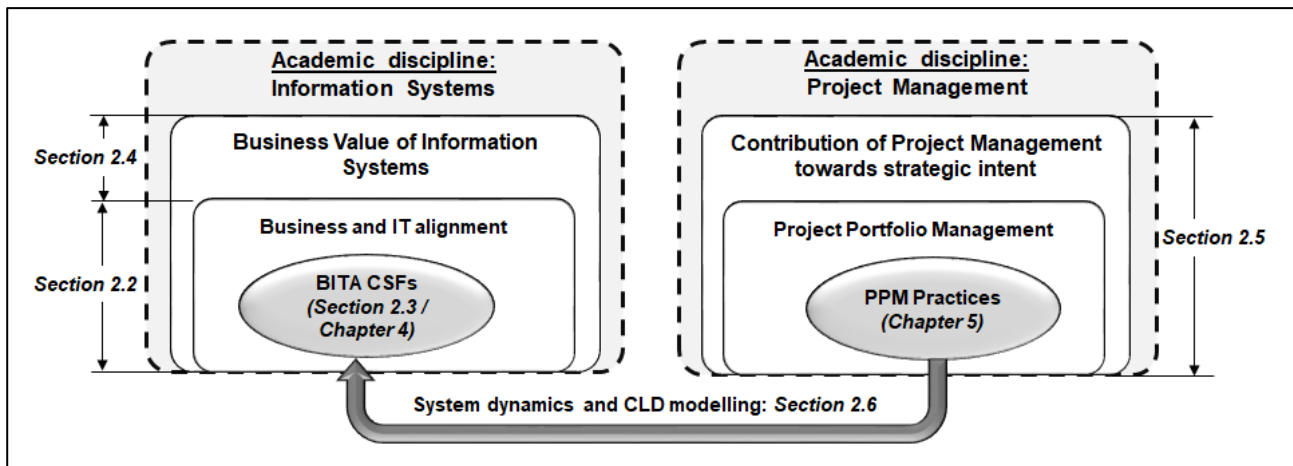 Academic discipline:
Information Systems
Business Value of Information
Systems
Section 2.4
Business and IT alignment
Section 2.2
BITA CSFs
(Section 2.3 /
Chapter 4)
Academic discipline:
Project Management
Contribution of Project Management
towards strategic intent
Project Portfolio Management
Section 2.5
PPM Practices
(Chapter 5)
System dynamics and CLD modelling: Section 2.6